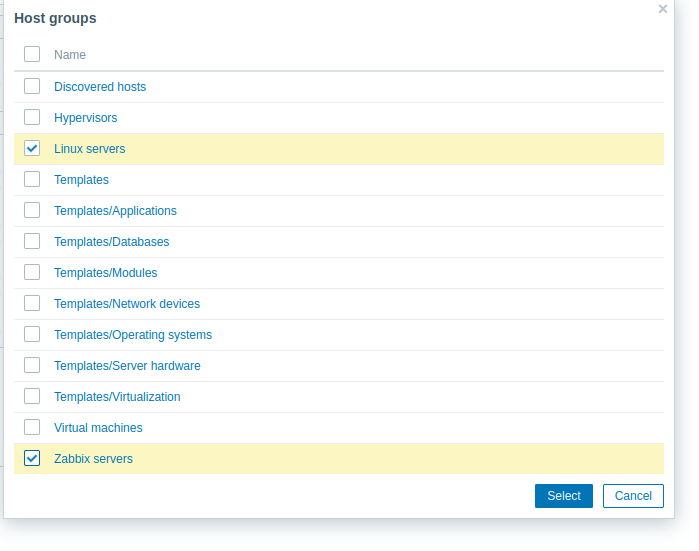 Host groups
Name
Discovered hosts
Hypervisors
Linux servers
Templates
Templates/Applications
Templates/Databases
Templates/Modules
Templates/Network devices
Templates/Operating systems
Templates/Server hardware
Templates/Virtualization
Virtual machines
Zabbix servers
Select Cancel